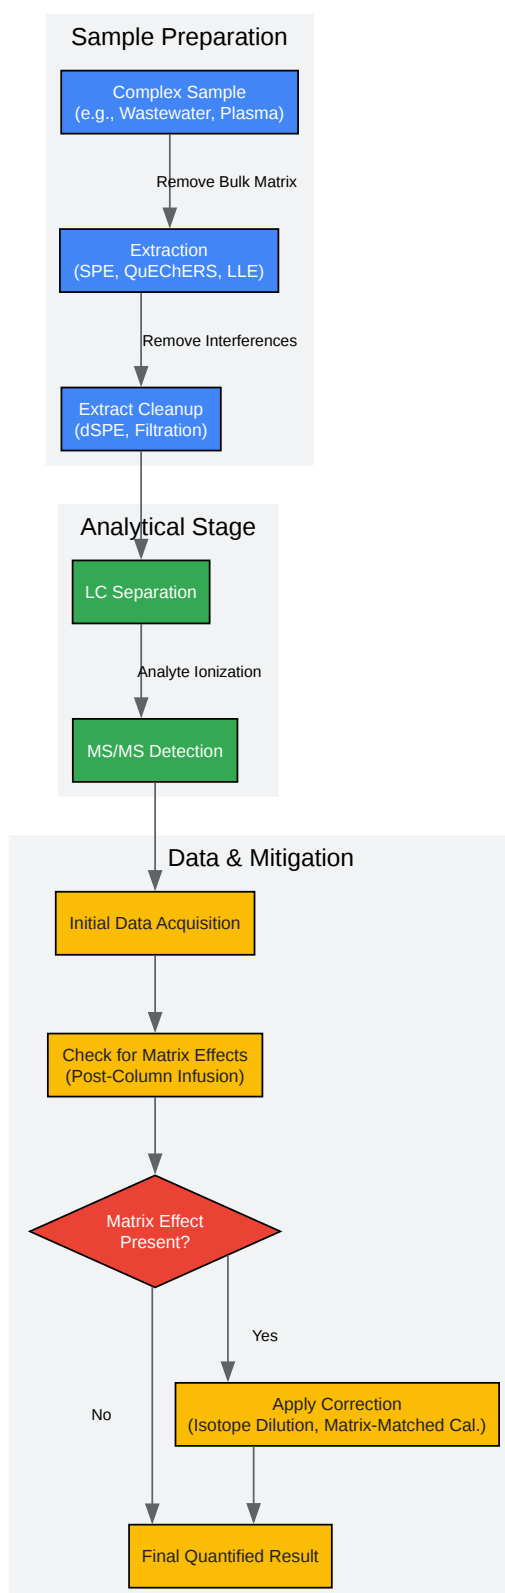 Sample Preparation
Complex Sample
(e.g., Wastewater, Plasma)
Remove Bulk Matrix
Extraction
(SPE, QuEChERS, LLE)
Remove Interferences
Extract Cleanup
(dSPE, Filtration)
Analytical Stage
LC Separation
Analyte Ionization
MS/MS Detection
Data & Mitigation
Initial Data Acquisition
Check for Matrix Effects
(Post-Column Infusion)
Matrix Effect
Present?
Yes
No
Apply Correction
(Isotope Dilution, Matrix-Matched Cal.)
Final Quantified Result